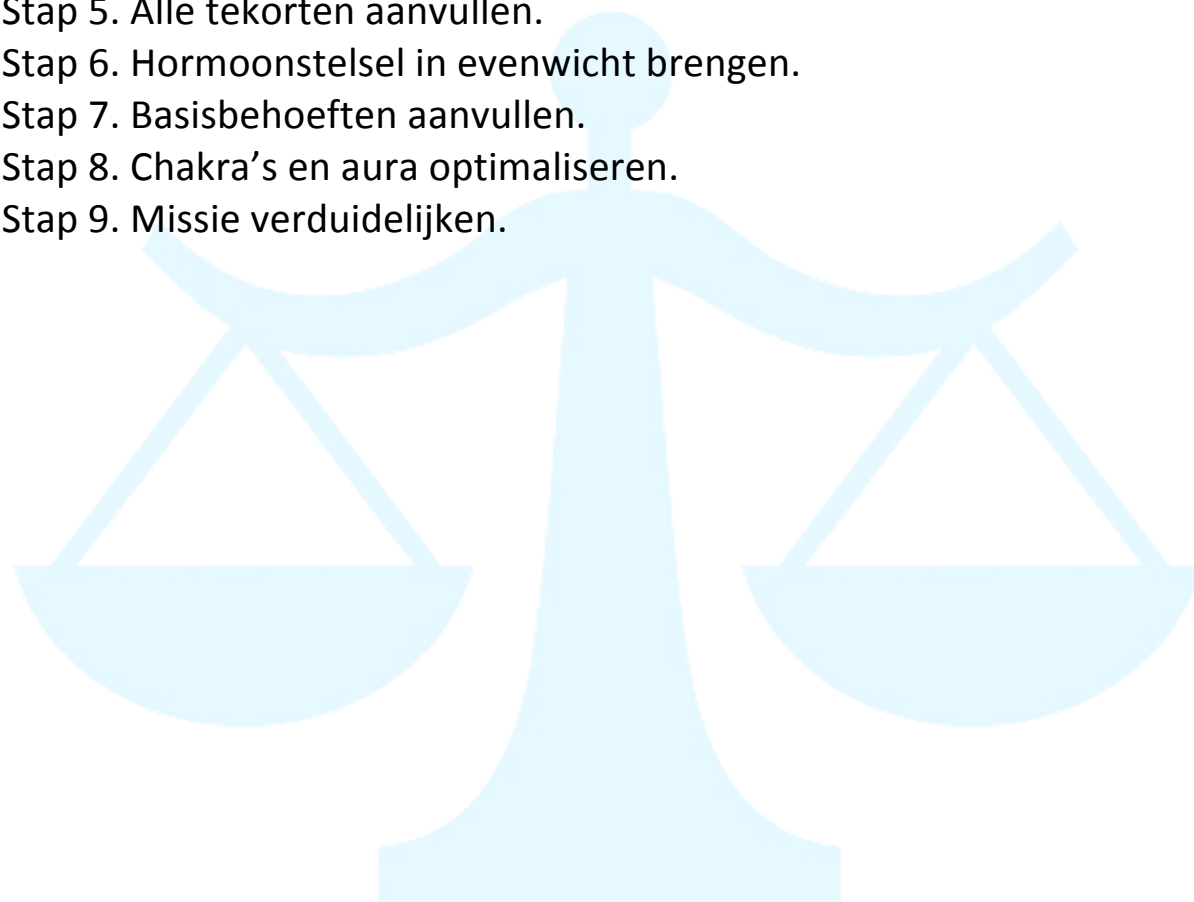 Stap 5. Alle tekorten aanvullen.
Stap 6. Hormoonstelsel in evenwicht brengen.
Stap 7. Basisbehoeften aanvullen.
Stap 8. Chakra’s en aura optimaliseren.
Stap 9. Missie verduidelijken.